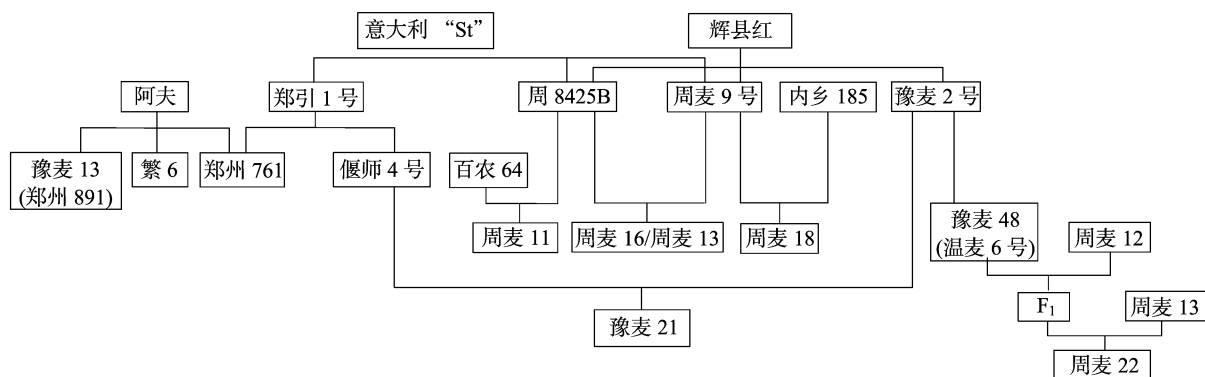 意大利 “St”
辉县红
阿夫
郑引 1 号
周 8425B
周麦 9 号
内乡 185
豫麦 2 号
豫麦 13
(郑州 891)
繁 6
郑州 761
偃师 4 号
百农 64
周麦 11
周麦 16/周麦 13
周麦 18
豫麦 48
(温麦 6 号)
周麦 12
豫麦 21
F₁
周麦 13
周麦 22